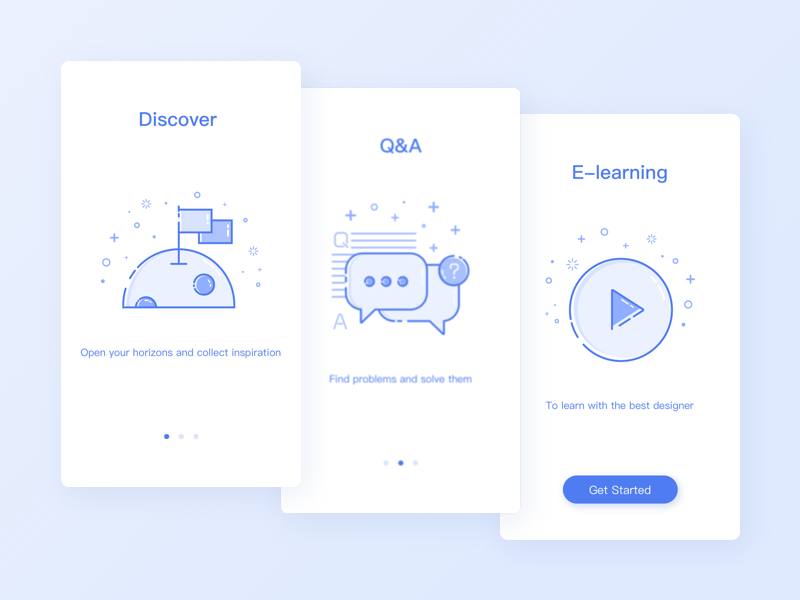 Discover
Open your horizons and collect inspiration
Q&A
Q
?
A
Find problems and solve them
E-learning
To learn with the best designer
Get Started